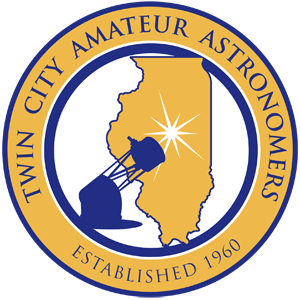 TWIN CITY AMATEUR ASTRONOMERS
ESTABLISHED 1960